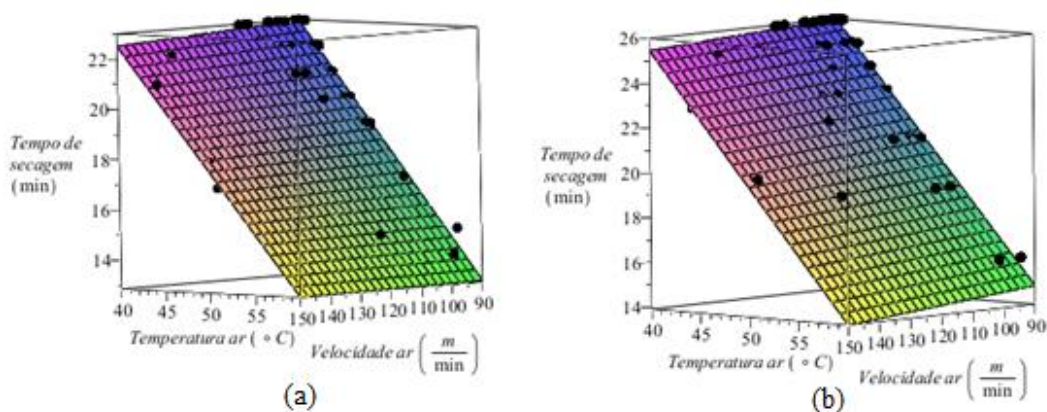 22
20
18
16
14
Tempo de
secagem
(min)
40 45 50 55 150 140 130 120 110 100 90
Temperatura ar ( ∘ C)
Velocidade ar ( m/min )
(a)
26
24
22
20
18
16
14
Tempo de
secagem
(min)
40 45 50 55 150 140 130 120 110 100 90
Temperatura ar ( ∘ C)
Velocidade ar ( m/min )
(b)